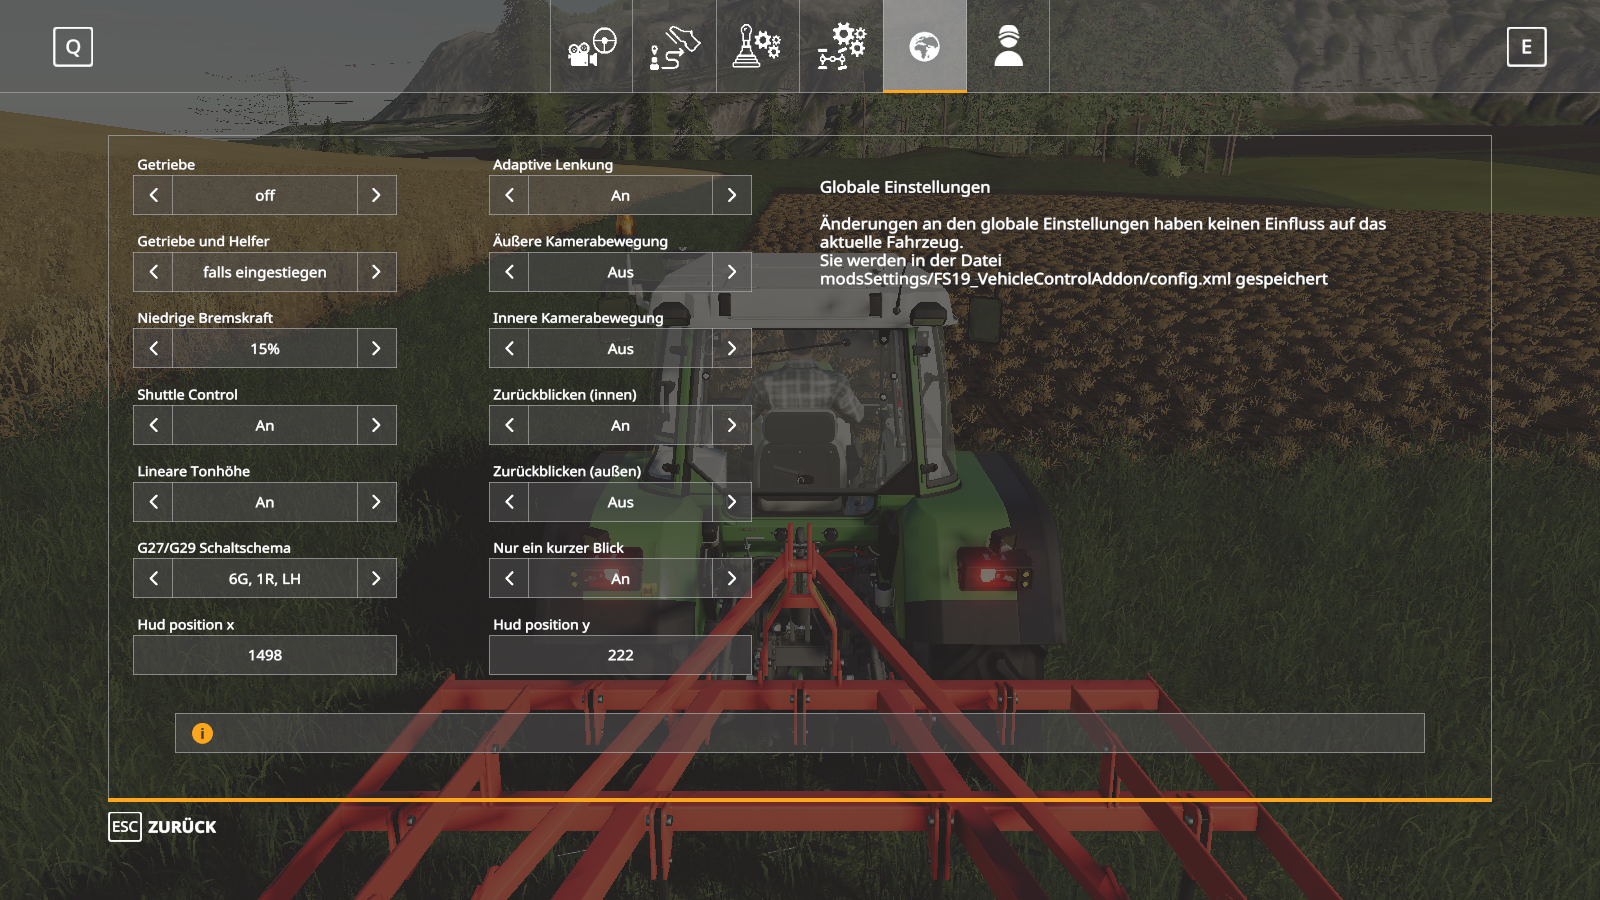 Q
E
Getriebe
off
Getriebe und Helfer
falls eingestiegen
Niedrige Bremskraft
15%
Shuttle Control
An
Lineare Tonhöhe
An
G27/G29 Schaltschema
6G, 1R, LH
Hud position x
1498
Adaptive Lenkung
An
Äußere Kamerabewegung
Aus
Innere Kamerabewegung
Aus
Zurückblicken (innen)
An
Zurückblicken (außen)
Aus
Nur ein kurzer Blick
An
Hud position y
222
Globale Einstellungen
Änderungen an den globale Einstellungen haben keinen Einfluss auf das
aktuelle Fahrzeug.
Sie werden in der Datei
modsSettings/FS19_VehicleControlAddon/config.xml gespeichert
i
ESC ZURÜCK